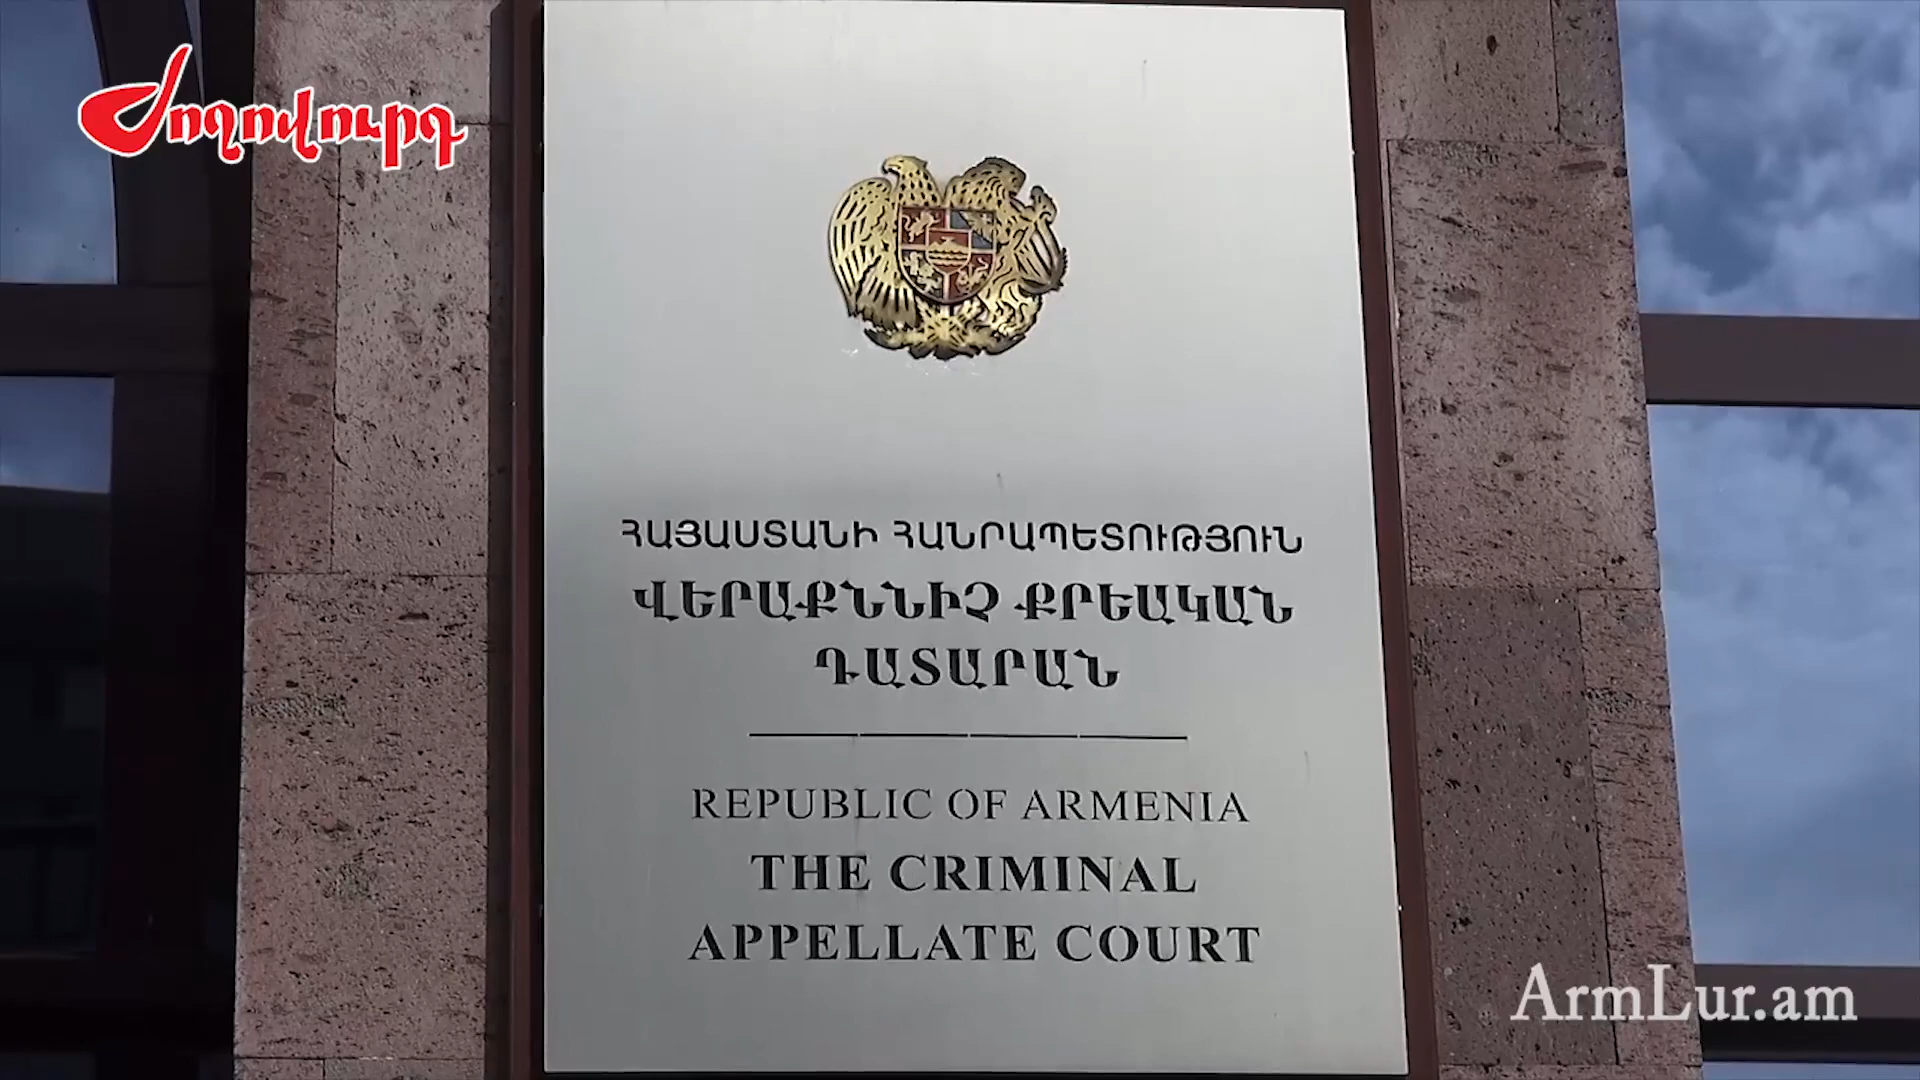 Ժողովուրդ
ՀԱՅԱՍՏԱՆԻ ՀԱՆՐԱՊԵՏՈՒԹՅՈՒՆ
ՎԵՐԱՔՆՆԻՉ ՔՐԵԱԿԱՆ
ԴԱՏԱՐԱՆ
REPUBLIC OF ARMENIA
THE CRIMINAL
APPELLATE COURT
ArmLur.am